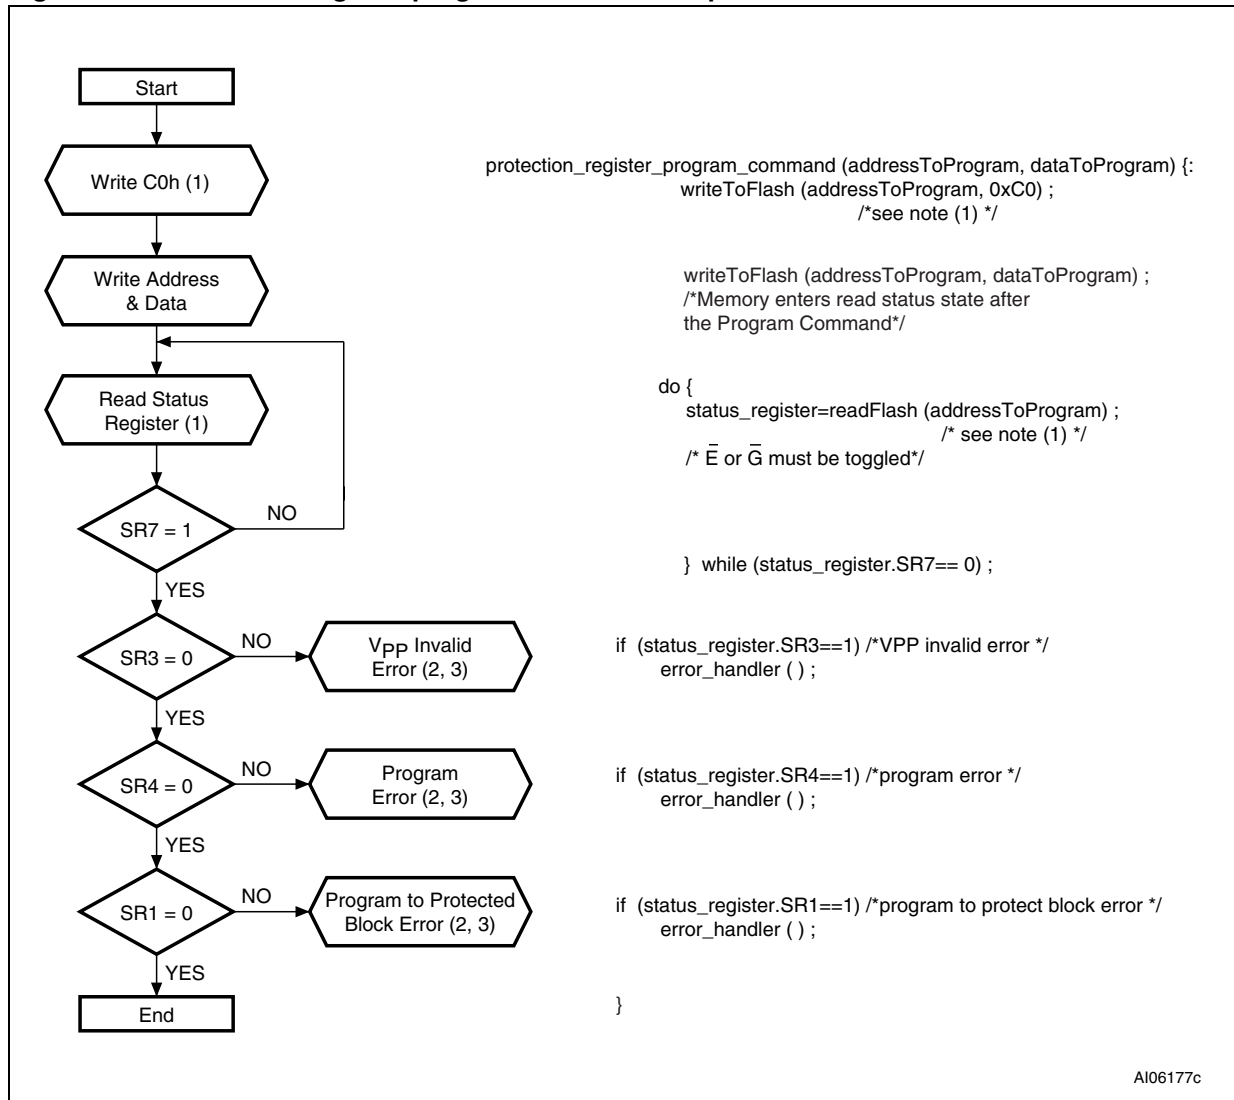 Start
Write C0h (1)
Write Address
& Data
Read Status
Register (1)
SR7 = 1
NO
YES
SR3 = 0
NO
VPP Invalid
Error (2, 3)
YES
SR4 = 0
NO
Program
Error (2, 3)
YES
SR1 = 0
NO
Program to Protected
Block Error (2, 3)
YES
End
protection_register_program_command (addressToProgram, dataToProgram) {:
writeToFlash (addressToProgram, 0xC0) ;
/*see note (1) */
writeToFlash (addressToProgram, dataToProgram) ;
/*Memory enters read status state after
the Program Command*/
do {
status_register=readFlash (addressToProgram) ;
/* see note (1) */
/* E̅ or G̅ must be toggled*/
} while (status_register.SR7== 0) ;
if (status_register.SR3==1) /*VPP invalid error */
error_handler ( ) ;
if (status_register.SR4==1) /*program error */
error_handler ( ) ;
if (status_register.SR1==1) /*program to protect block error */
error_handler ( ) ;
}
AI06177c